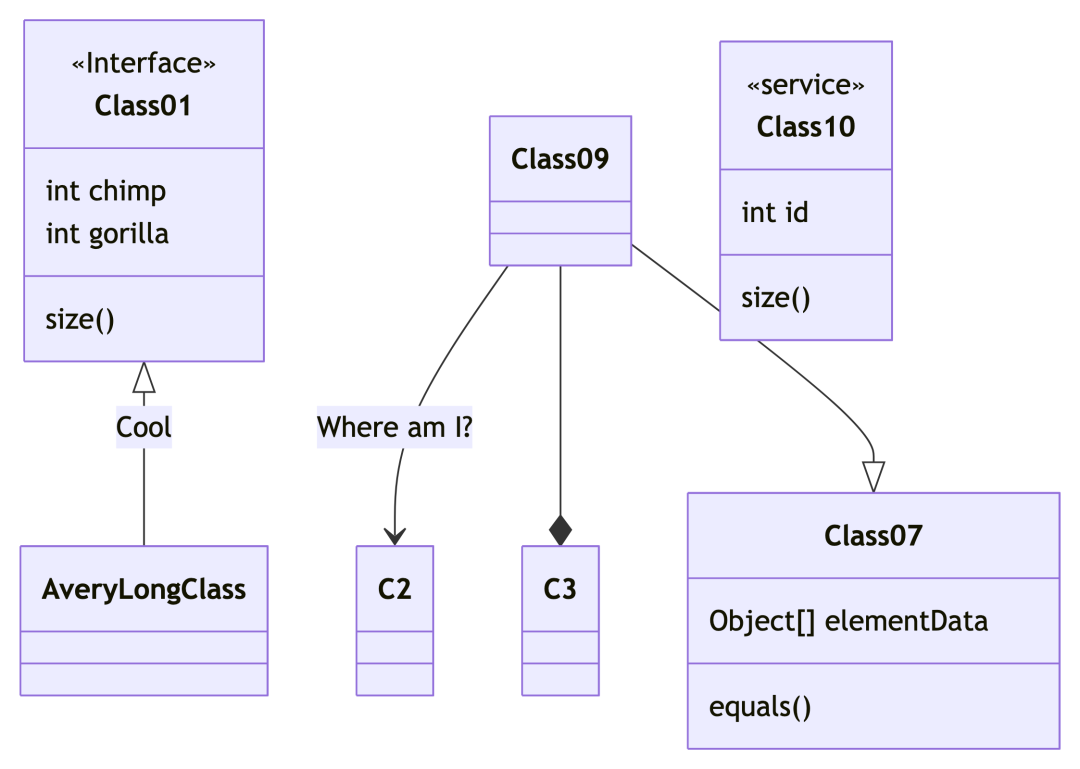 «Interface»
Class01
int chimp
int gorilla
size()
Cool
AveryLongClass
Class09
Where am I?
C2
C3
«service»
Class10
int id
size()
Class07
Object[] elementData
equals()